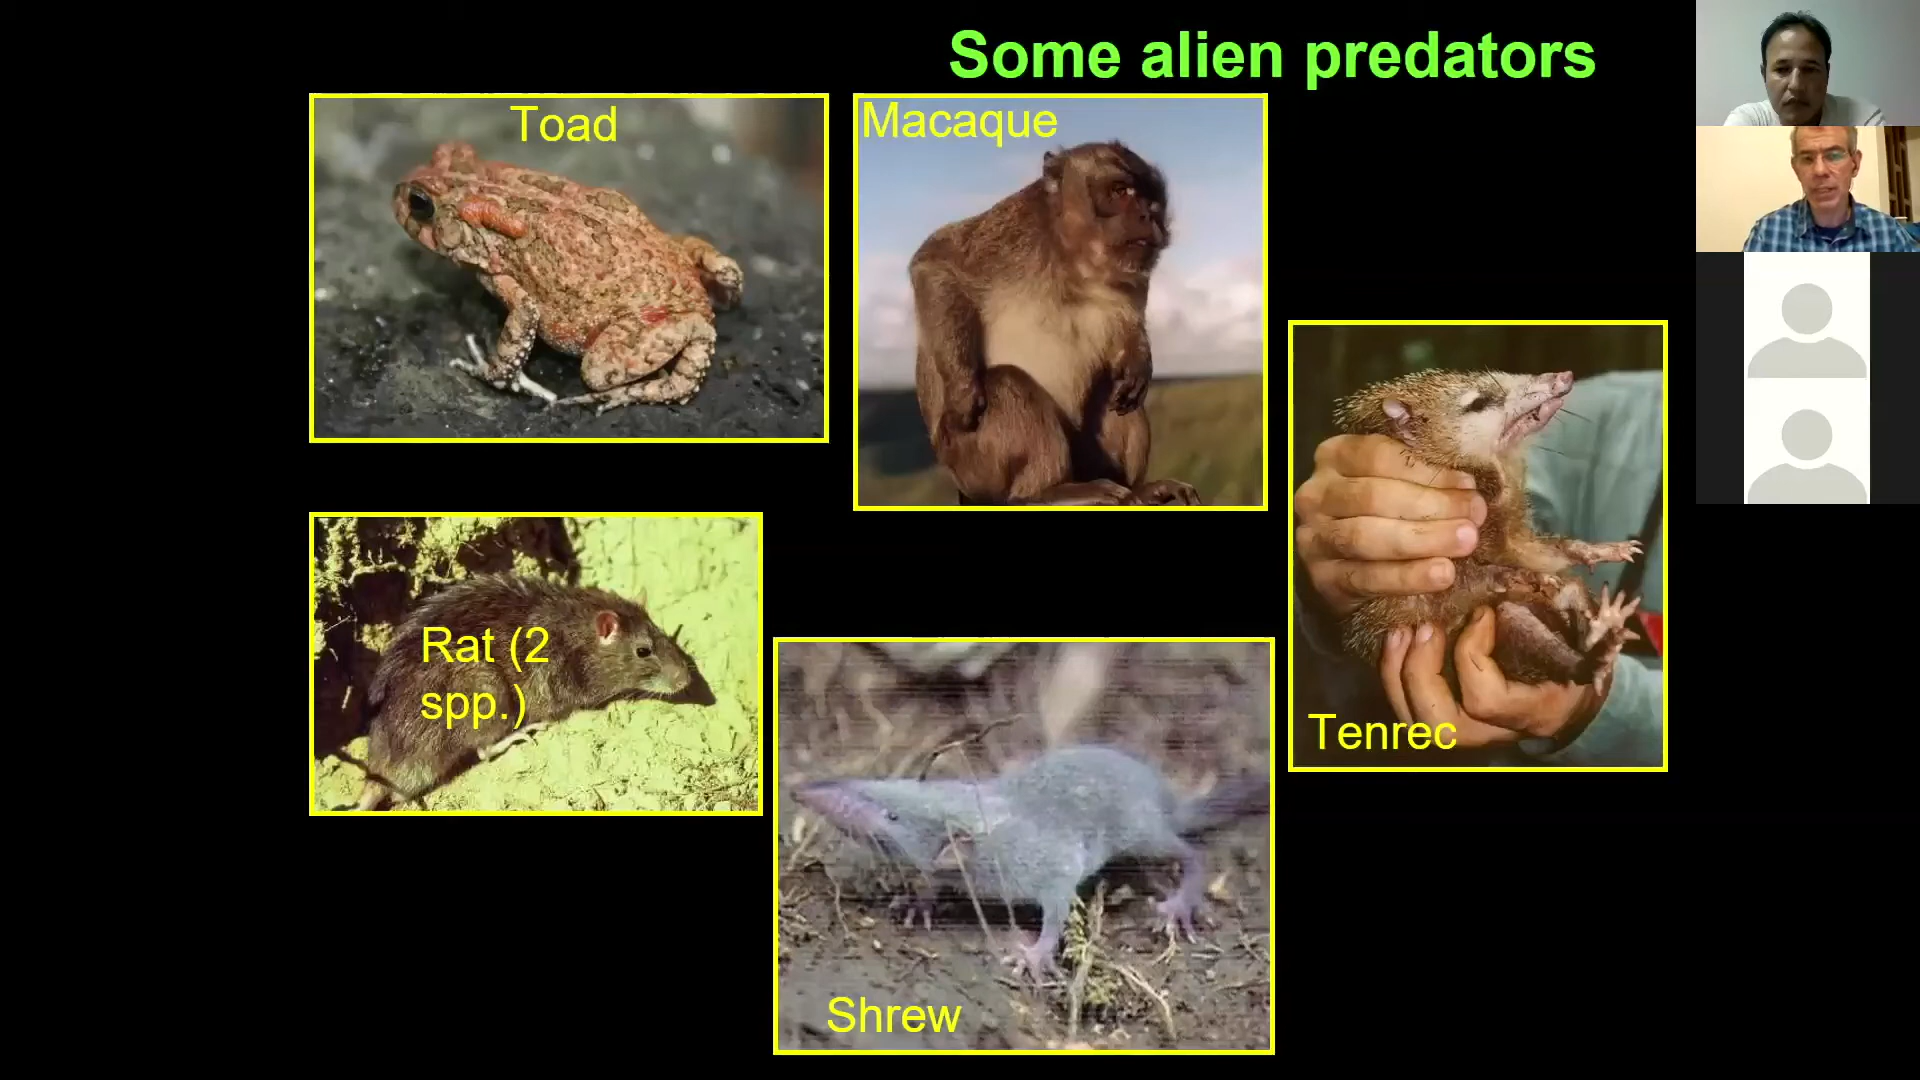 Some alien predators
Toad
Macaque
Rat (2
spp.)
Tenrec
Shrew